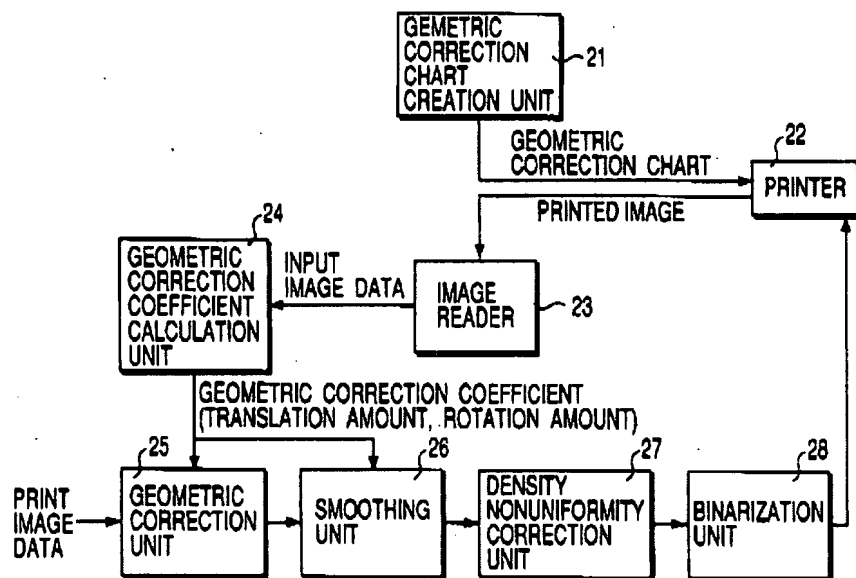 GEMETRIC
CORRECTION
CHART
CREATION UNIT
21
GEOMETRIC
CORRECTION CHART
22
PRINTER
PRINTED IMAGE
24
GEOMETRIC
CORRECTION
COEFFICIENT
CALCULATION
UNIT
INPUT
IMAGE DATA
IMAGE
READER
23
GEOMETRIC CORRECTION COEFFICIENT
(TRANSLATION AMOUNT, ROTATION AMOUNT)
PRINT
IMAGE
DATA
25
GEOMETRIC
CORRECTION
UNIT
26
SMOOTHING
UNIT
27
DENSITY
NONUNIFORMITY
CORRECTION
UNIT
28
BINARIZATION
UNIT